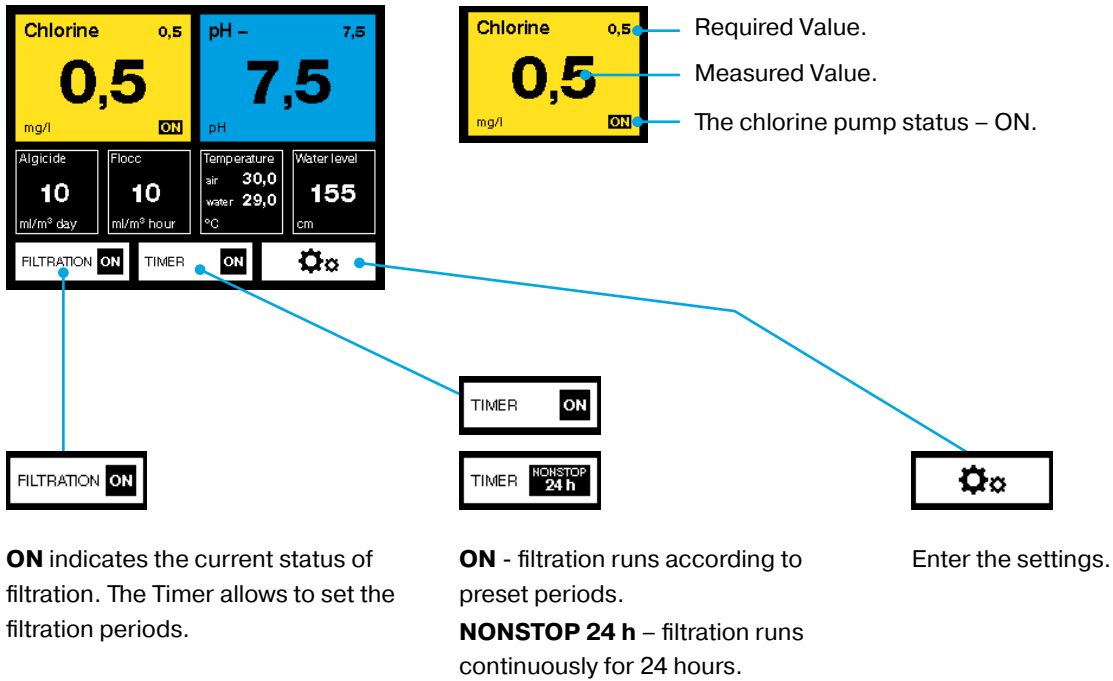 Chlorine 0,5
0,5
mg/l ON
pH – 7,5
7,5
pH
Algicide
10
ml/m³ day
Flocc
10
ml/m³ hour
Temperature
air 30,0
water 29,0
°C
Water level
155
cm
FILTRATION ON
TIMER ON
Chlorine 0,5
0,5
mg/l ON
Required Value.
Measured Value.
The chlorine pump status – ON.
FILTRATION ON
ON indicates the current status of
filtration. The Timer allows to set the
filtration periods.
TIMER ON
TIMER NONSTOP
24 h
ON - filtration runs according to
preset periods.
NONSTOP 24 h – filtration runs
continuously for 24 hours.
Enter the settings.